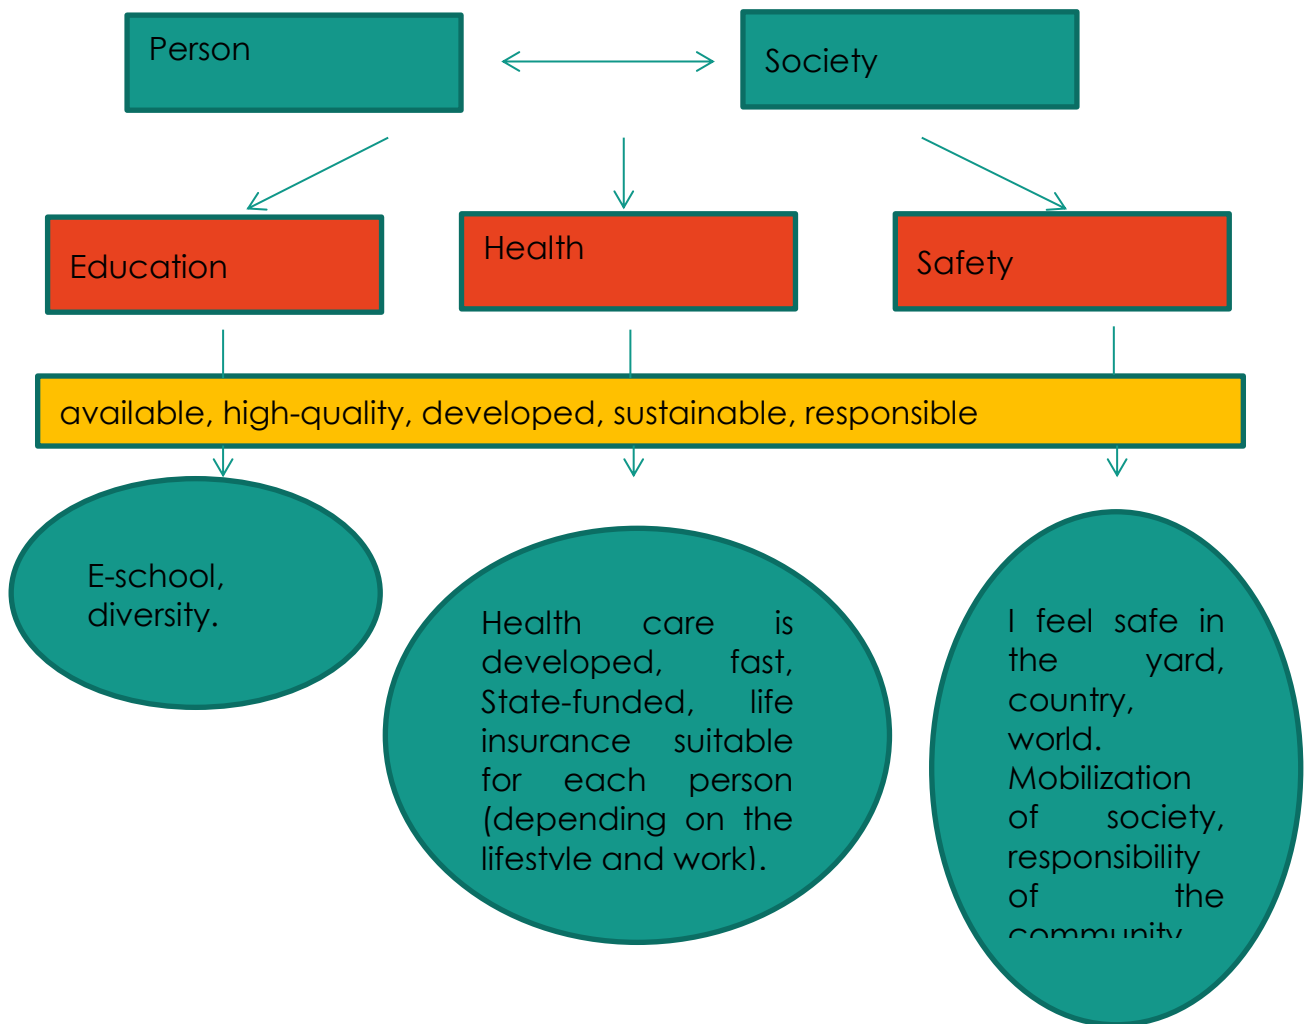 Person
Society
Education
Health
Safety
available, high-quality, developed, sustainable, responsible
E-school,
diversity.
Health care is
developed, fast,
State-funded, life
insurance suitable
for each person
(depending on the
lifestyle and work).
I feel safe in
the yard,
country,
world.
Mobilization
of society,
responsibility
of the
community